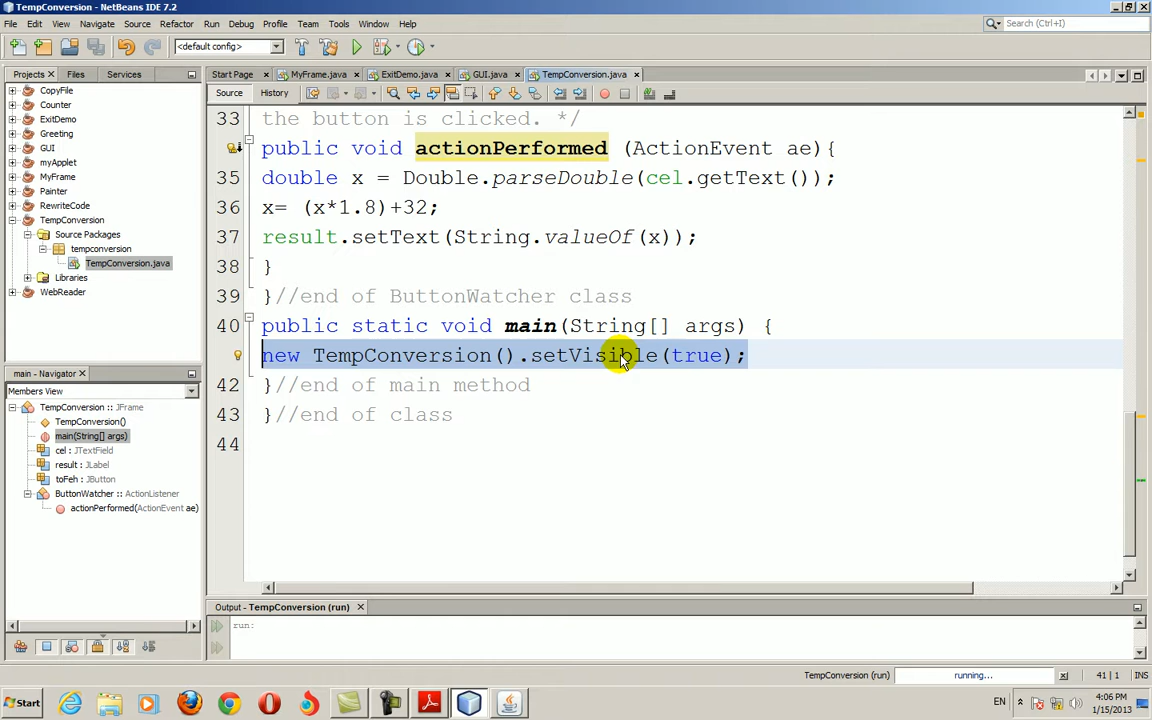 TempConversion - NetBeans IDE 7.2
File Edit View Navigate Source Refactor Run Debug Profile Team Tools Window Help
Search (Ctrl+I)
<default config>
Projects Files Services
Start Page MyFrame.java ExitDemo.java GUI.java TempConversion.java
Source History
CopyFile
Counter
ExitDemo
Greeting
GUI
myApplet
MyFrame
Painter
RewriteCode
TempConversion
Source Packages
tempconversion
TempConversion.java
Libraries
WebReader
33 the button is clicked. */
public void actionPerformed (ActionEvent ae){
35 double x = Double.parseDouble(cel.getText());
36 x= (x*1.8)+32;
37 result.setText(String.valueOf(x));
38 }
39 }//end of ButtonWatcher class
40 public static void main(String[] args) {
new TempConversion().setVisible(true);
42 }//end of main method
43 }//end of class
44
main - Navigator
Members View
TempConversion :: JFrame
TempConversion()
main(String[] args)
cel : JTextField
result : JLabel
toFeh : JButton
ButtonWatcher :: ActionListener
actionPerformed(ActionEvent ae)
Output - TempConversion (run)
run:
TempConversion (run) running... 41 | 1 INS
Start
EN
4:06 PM
1/15/2013